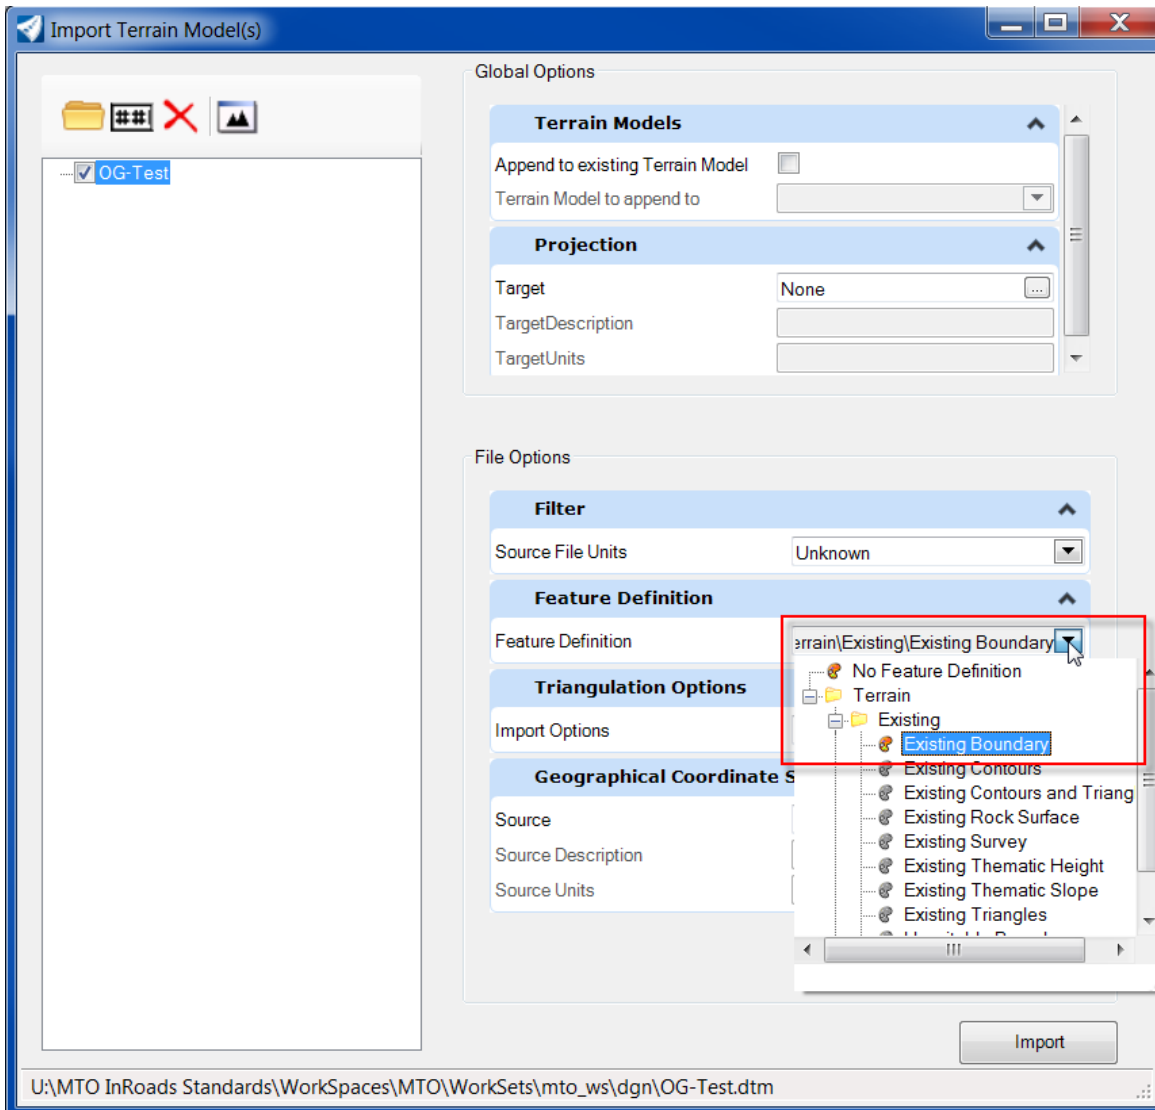 Import Terrain Model(s)
Global Options
##
OG-Test
Terrain Models
Append to existing Terrain Model
Terrain Model to append to
Projection
Target
None
...
TargetDescription
TargetUnits
File Options
Filter
Source File Units
Unknown
Feature Definition
Feature Definition
errain\Existing\Existing Boundary
No Feature Definition
Terrain
Existing
Existing Boundary
Existing Contours
Existing Contours and Triang
Existing Rock Surface
Existing Survey
Existing Thematic Height
Existing Thematic Slope
Existing Triangles
Triangulation Options
Import Options
Geographical Coordinate S
Source
Source Description
Source Units
Import
U:\MTO InRoads Standards\WorkSpaces\MTO\WorkSets\mto_ws\dgn\OG-Test.dtm